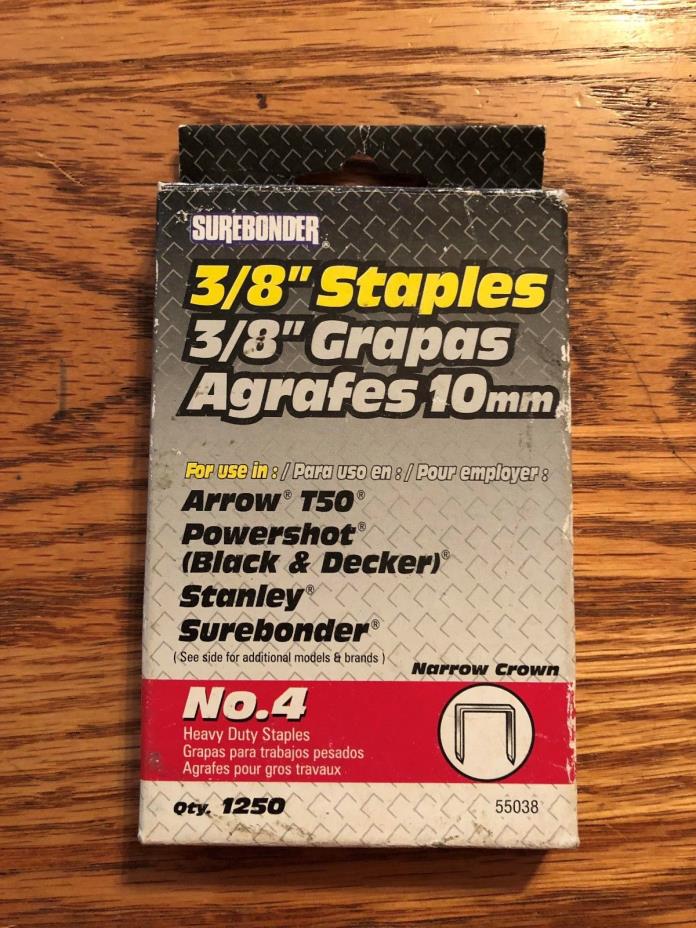 SUREBONDER®
3/8" Staples
3/8" Grapas
Agrafes 10mm
For use in : / Para uso en : / Pour employer :
Arrow® T50®
Powershot®
(Black & Decker)®
Stanley®
Surebonder®
( See side for additional models & brands )
Narrow Crown
No.4
Heavy Duty Staples
Grapas para trabajos pesados
Agrafes pour gros travaux
Qty. 1250
55038